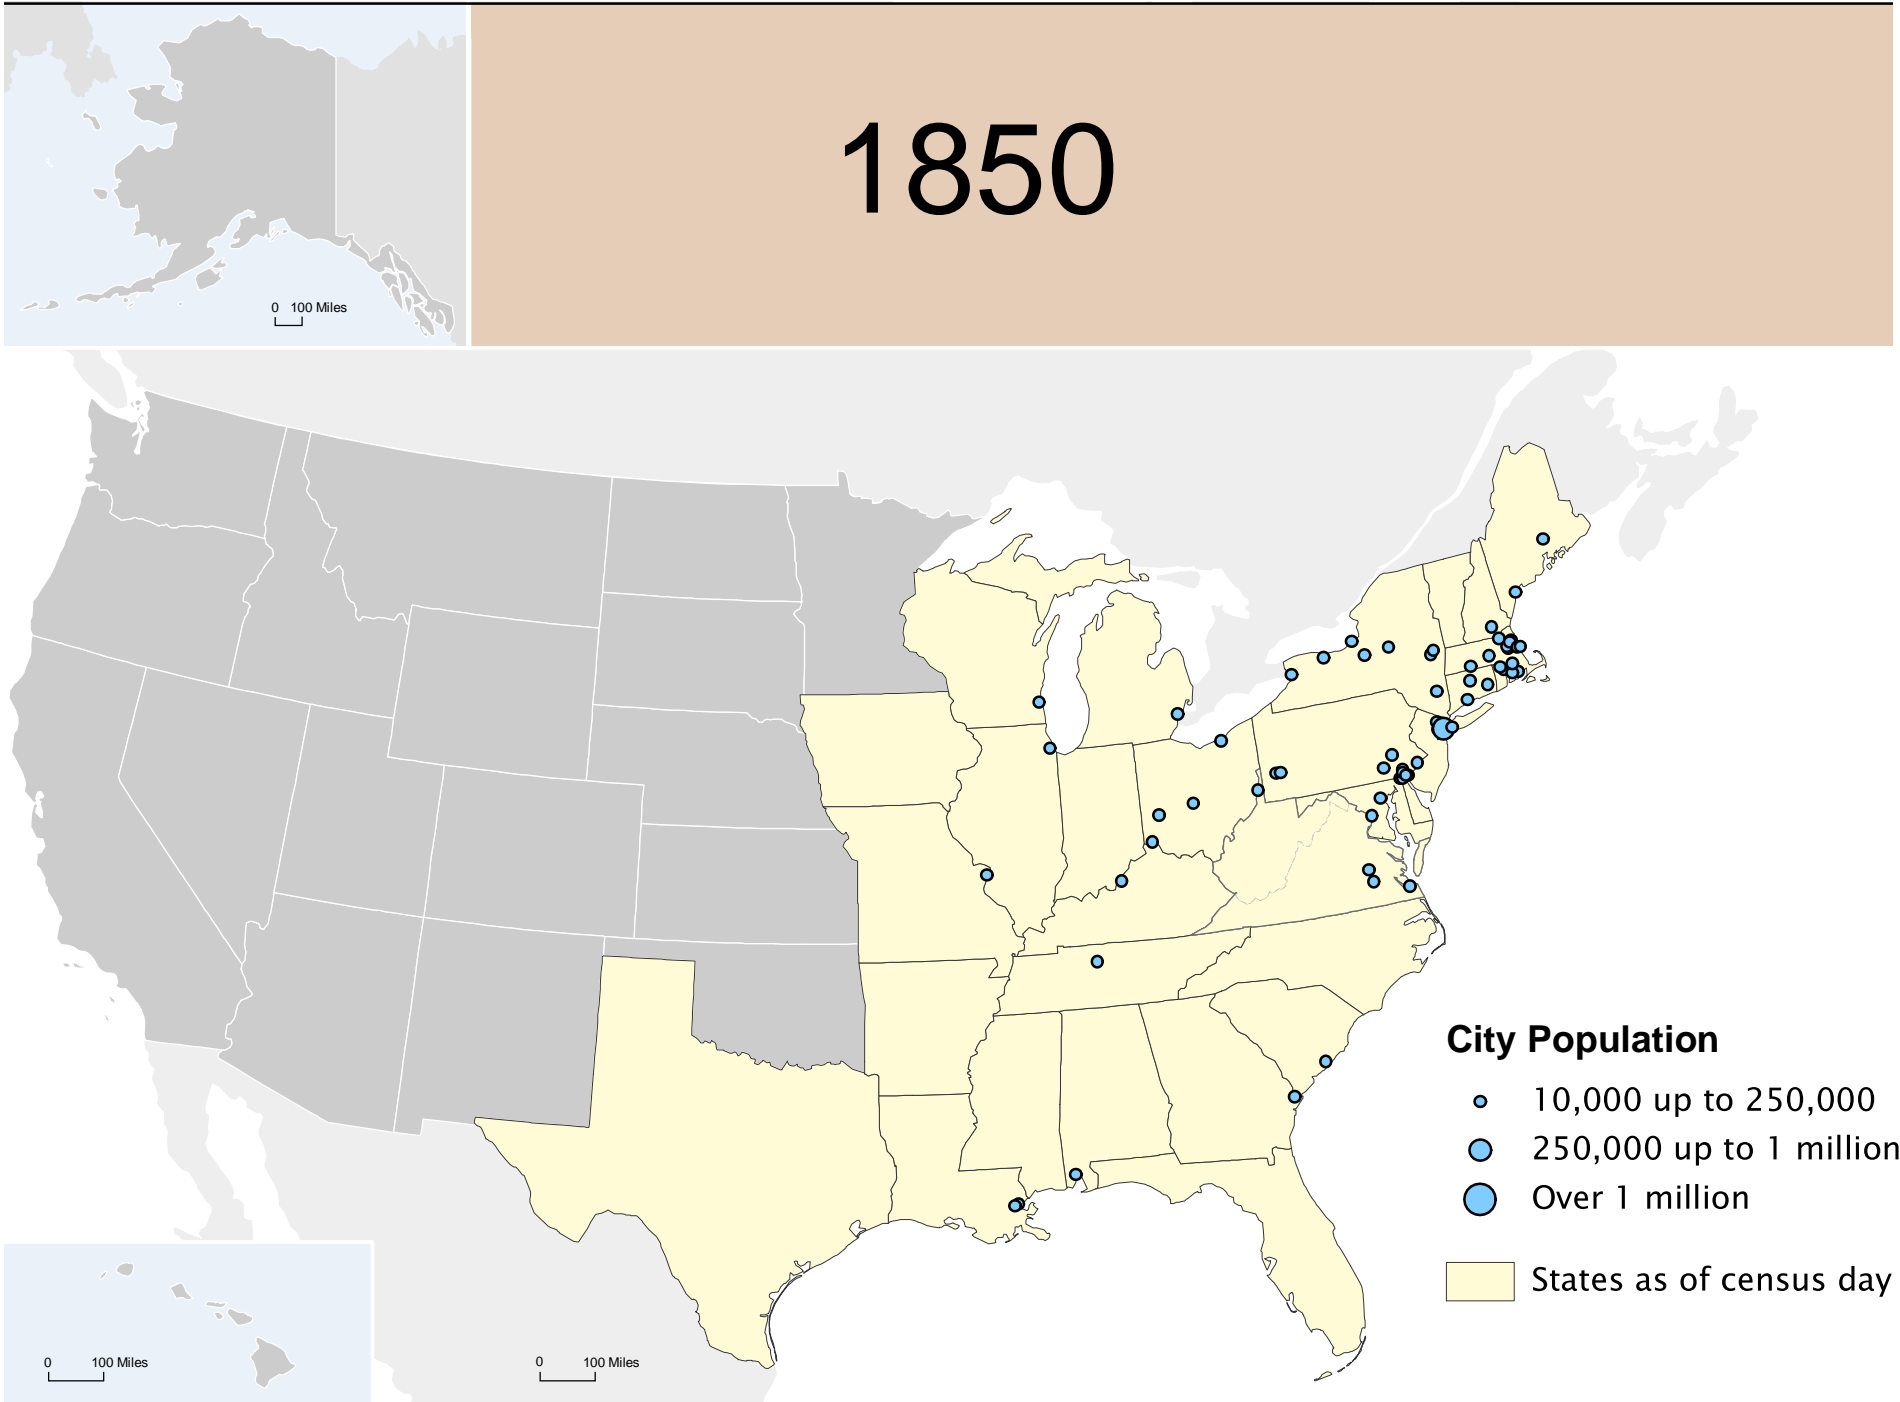 1850
0 100 Miles
City Population
10,000 up to 250,000
250,000 up to 1 million
Over 1 million
States as of census day
0 100 Miles
0 100 Miles